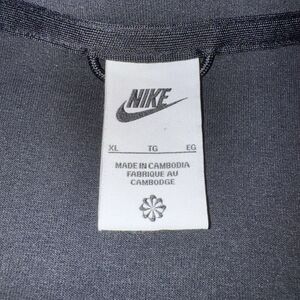 NIKE
XL TG EG
MADE IN CAMBODIA
FABRIQUE AU
CAMBODGE